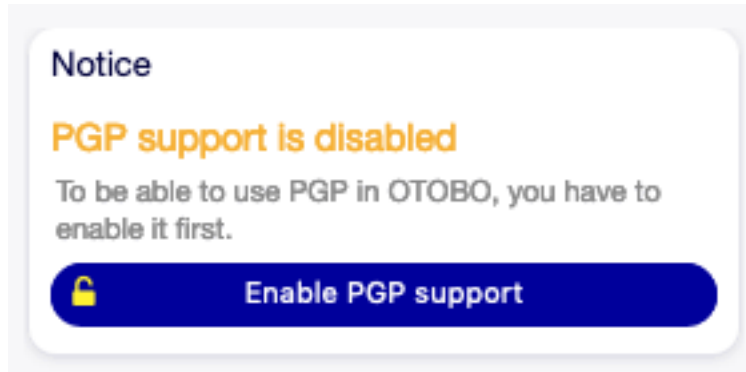 Notice
PGP support is disabled
To be able to use PGP in OTOBO, you have to
enable it first.
Enable PGP support